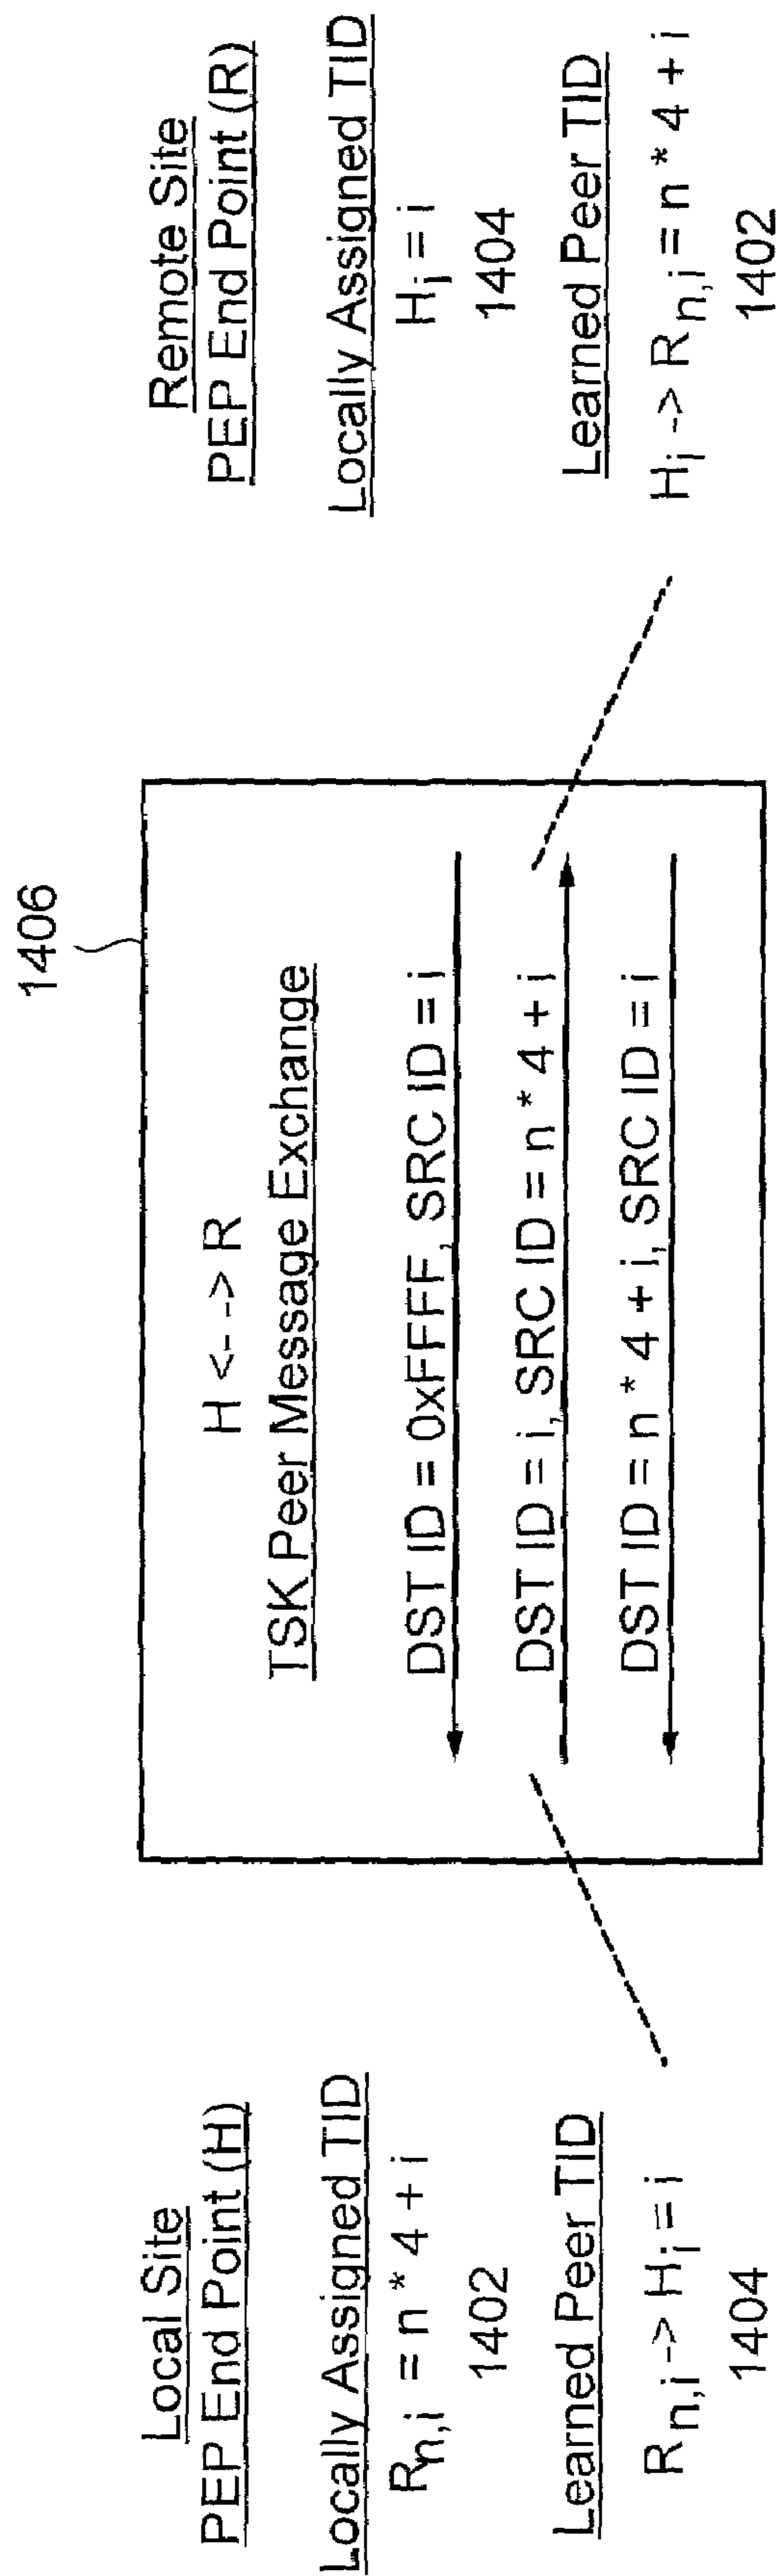 Local Site
PEP End Point (H)
Locally Assigned TID
Rn,i = n * 4 + i
1402
Learned Peer TID
Rn,i -> Hi = i
1404
1406
H <- -> R
TSK Peer Message Exchange
DST ID = 0xFFFF, SRC ID = i
DST ID = i, SRC ID = n * 4 + i
DST ID = n * 4 + i, SRC ID = i
Remote Site
PEP End Point (R)
Locally Assigned TID
Hi = i
1404
Learned Peer TID
Hi -> Rn,i = n * 4 + i
1402